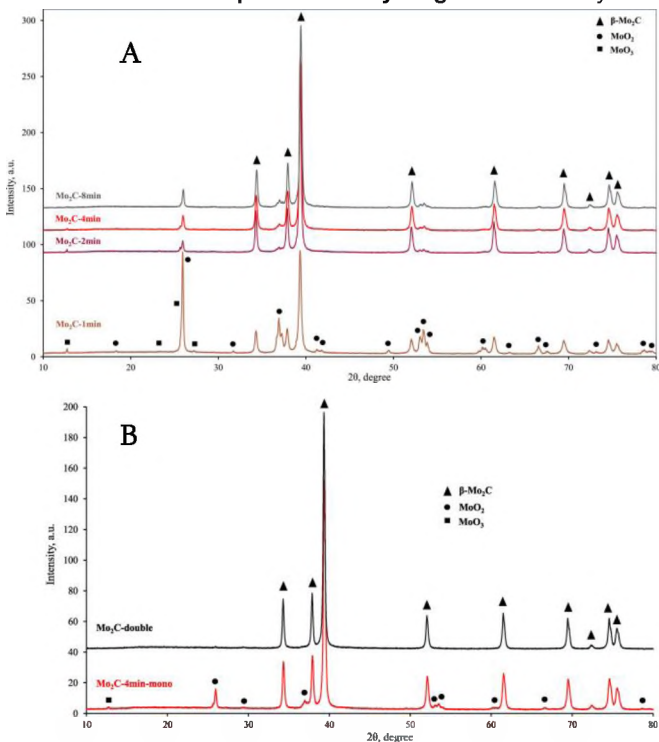 300
250
200
150
100
50
0
Intensity, a.u.
A
▲ β-Mo₂C
● MoO₂
■ MoO₃
Mo₂C-8min
Mo₂C-4min
Mo₂C-2min
Mo₂C-1min
10 20 30 40 50 60 70 80
2θ, degree
200
180
160
140
120
100
80
60
40
20
0
Intensity, a.u.
B
▲ β-Mo₂C
● MoO₂
■ MoO₃
Mo₂C-double
Mo₂C-4min-mono
10 20 30 40 50 60 70 80
2θ, degree